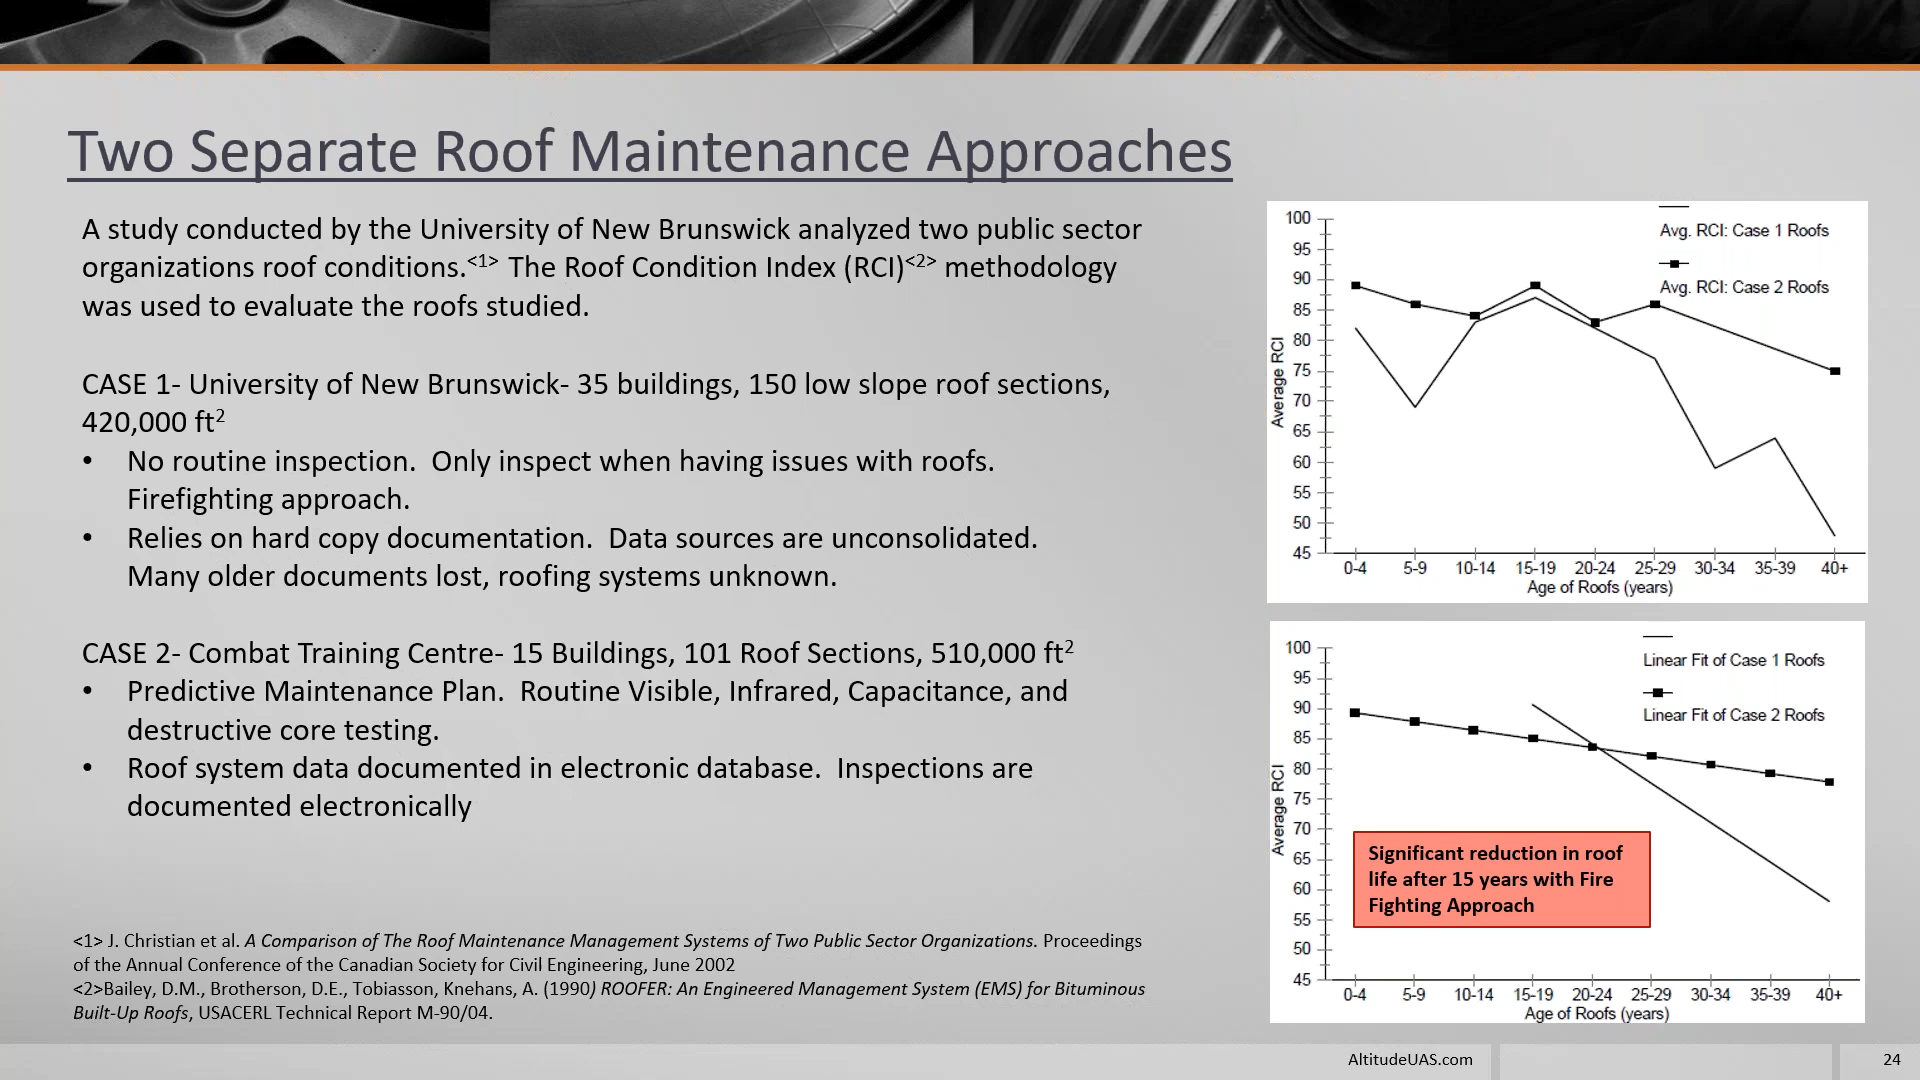 Two Separate Roof Maintenance Approaches
A study conducted by the University of New Brunswick analyzed two public sector
organizations roof conditions.<1> The Roof Condition Index (RCI)<2> methodology
was used to evaluate the roofs studied.
CASE 1- University of New Brunswick- 35 buildings, 150 low slope roof sections,
420,000 ft2
• No routine inspection.  Only inspect when having issues with roofs.
Firefighting approach.
• Relies on hard copy documentation.  Data sources are unconsolidated.
Many older documents lost, roofing systems unknown.
CASE 2- Combat Training Centre- 15 Buildings, 101 Roof Sections, 510,000 ft2
• Predictive Maintenance Plan.  Routine Visible, Infrared, Capacitance, and
destructive core testing.
• Roof system data documented in electronic database.  Inspections are
documented electronically
<1> J. Christian et al. A Comparison of The Roof Maintenance Management Systems of Two Public Sector Organizations. Proceedings
of the Annual Conference of the Canadian Society for Civil Engineering, June 2002
<2>Bailey, D.M., Brotherson, D.E., Tobiasson, Knehans, A. (1990) ROOFER: An Engineered Management System (EMS) for Bituminous
Built-Up Roofs, USACERL Technical Report M-90/04.
Avg. RCI: Case 1 Roofs
Avg. RCI: Case 2 Roofs
Average RCI
100
95
90
85
80
75
70
65
60
55
50
45
0-4 5-9 10-14 15-19 20-24 25-29 30-34 35-39 40+
Age of Roofs (years)
Linear Fit of Case 1 Roofs
Linear Fit of Case 2 Roofs
Average RCI
100
95
90
85
80
75
70
65
60
55
50
45
Significant reduction in roof
life after 15 years with Fire
Fighting Approach
0-4 5-9 10-14 15-19 20-24 25-29 30-34 35-39 40+
Age of Roofs (years)
AltitudeUAS.com
24